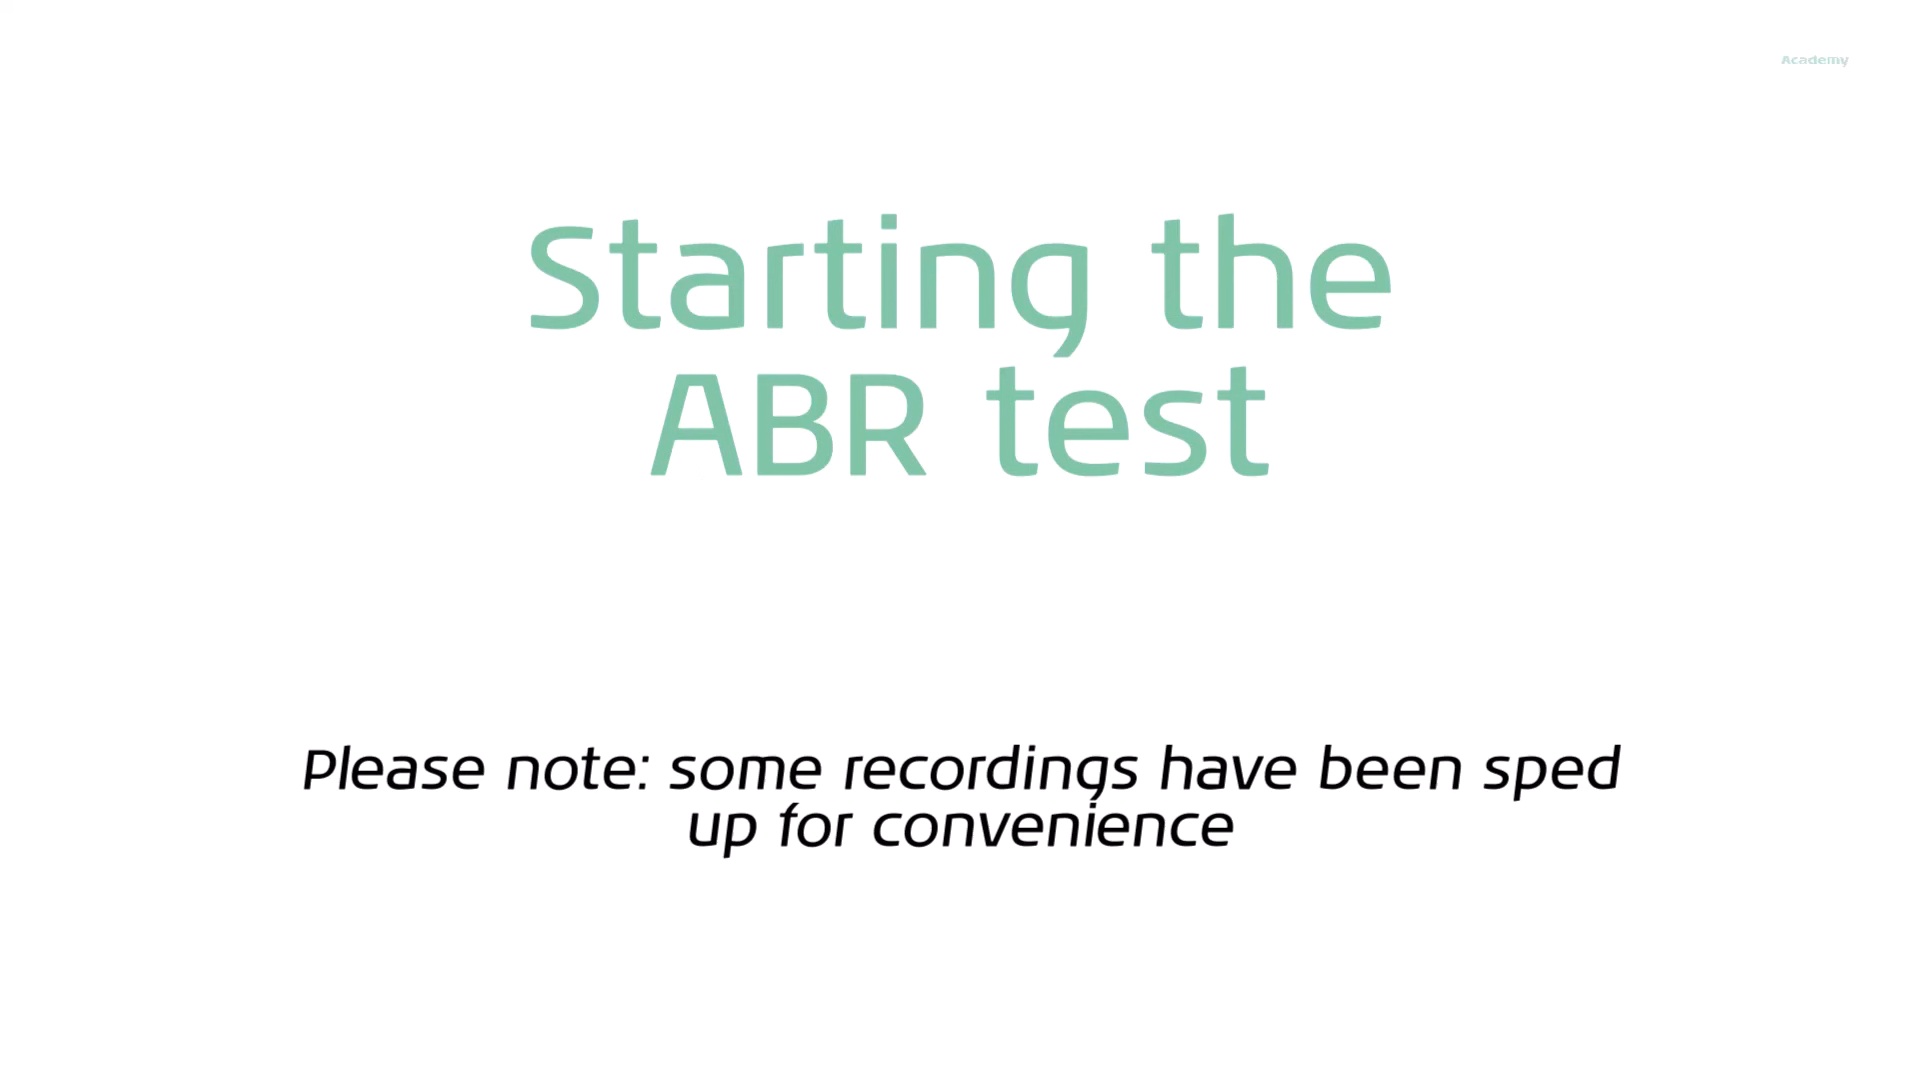 Academy
Starting the
ABR test
Please note: some recordings have been sped
up for convenience